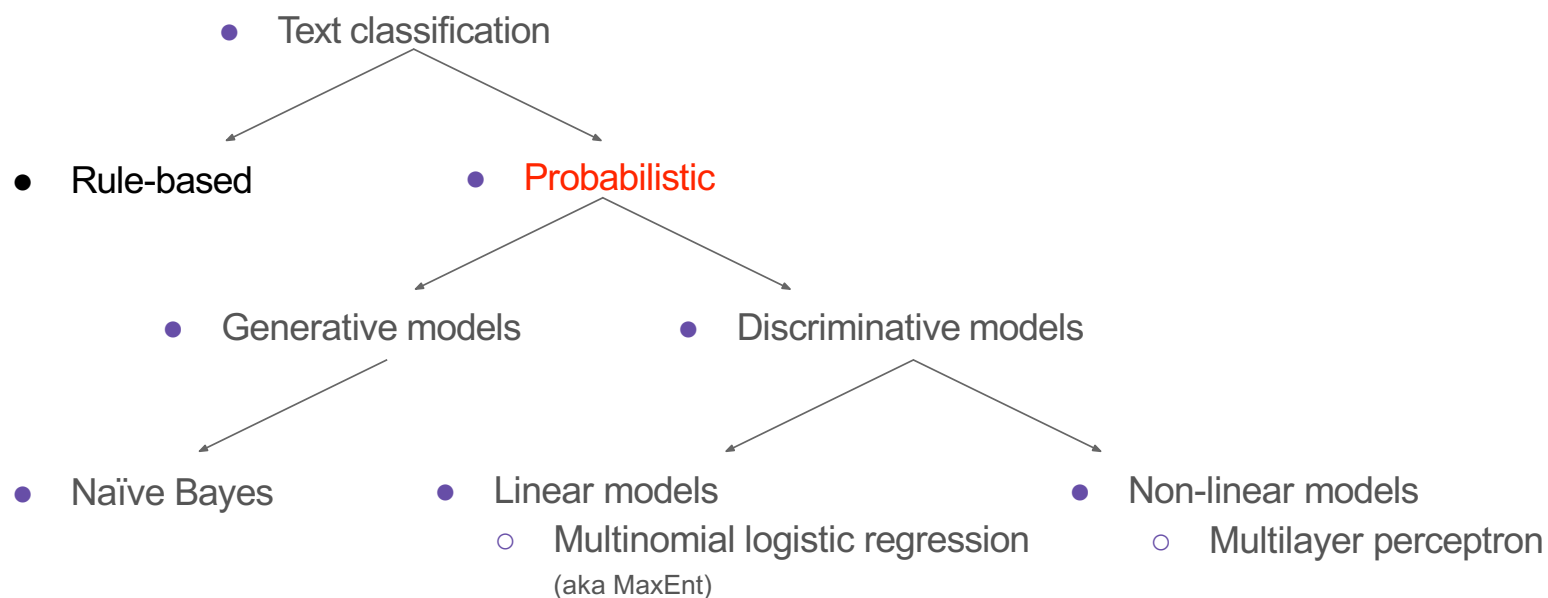 ● Text classification
● Rule-based
● Probabilistic
● Generative models
● Discriminative models
● Naïve Bayes
● Linear models
○ Multinomial logistic regression
(aka MaxEnt)
● Non-linear models
○ Multilayer perceptron